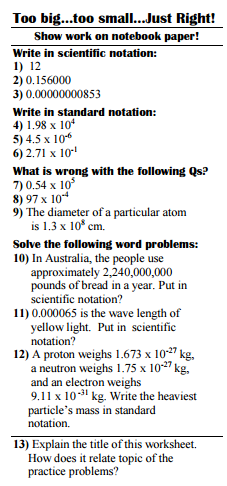 Too big...too small...Just Right!
Show work on notebook paper!
Write in scientific notation:
1) 12
2) 0.156000
3) 0.00000000853
Write in standard notation:
4) 1.98 x 10⁴
5) 4.5 x 10⁻⁶
6) 2.71 x 10⁻¹
What is wrong with the following Qs?
7) 0.54 x 10⁵
8) 97 x 10⁻⁴
9) The diameter of a particular atom
is 1.3 x 10⁸ cm.
Solve the following word problems:
10) In Australia, the people use
approximately 2,240,000,000
pounds of bread in a year. Put in
scientific notation?
11) 0.000065 is the wave length of
yellow light. Put in scientific
notation?
12) A proton weighs 1.673 x 10⁻²⁷ kg,
a neutron weighs 1.75 x 10⁻²⁷ kg,
and an electron weighs
9.11 x 10⁻³¹ kg. Write the heaviest
particle's mass in standard
notation.
13) Explain the title of this worksheet.
How does it relate topic of the
practice problems?